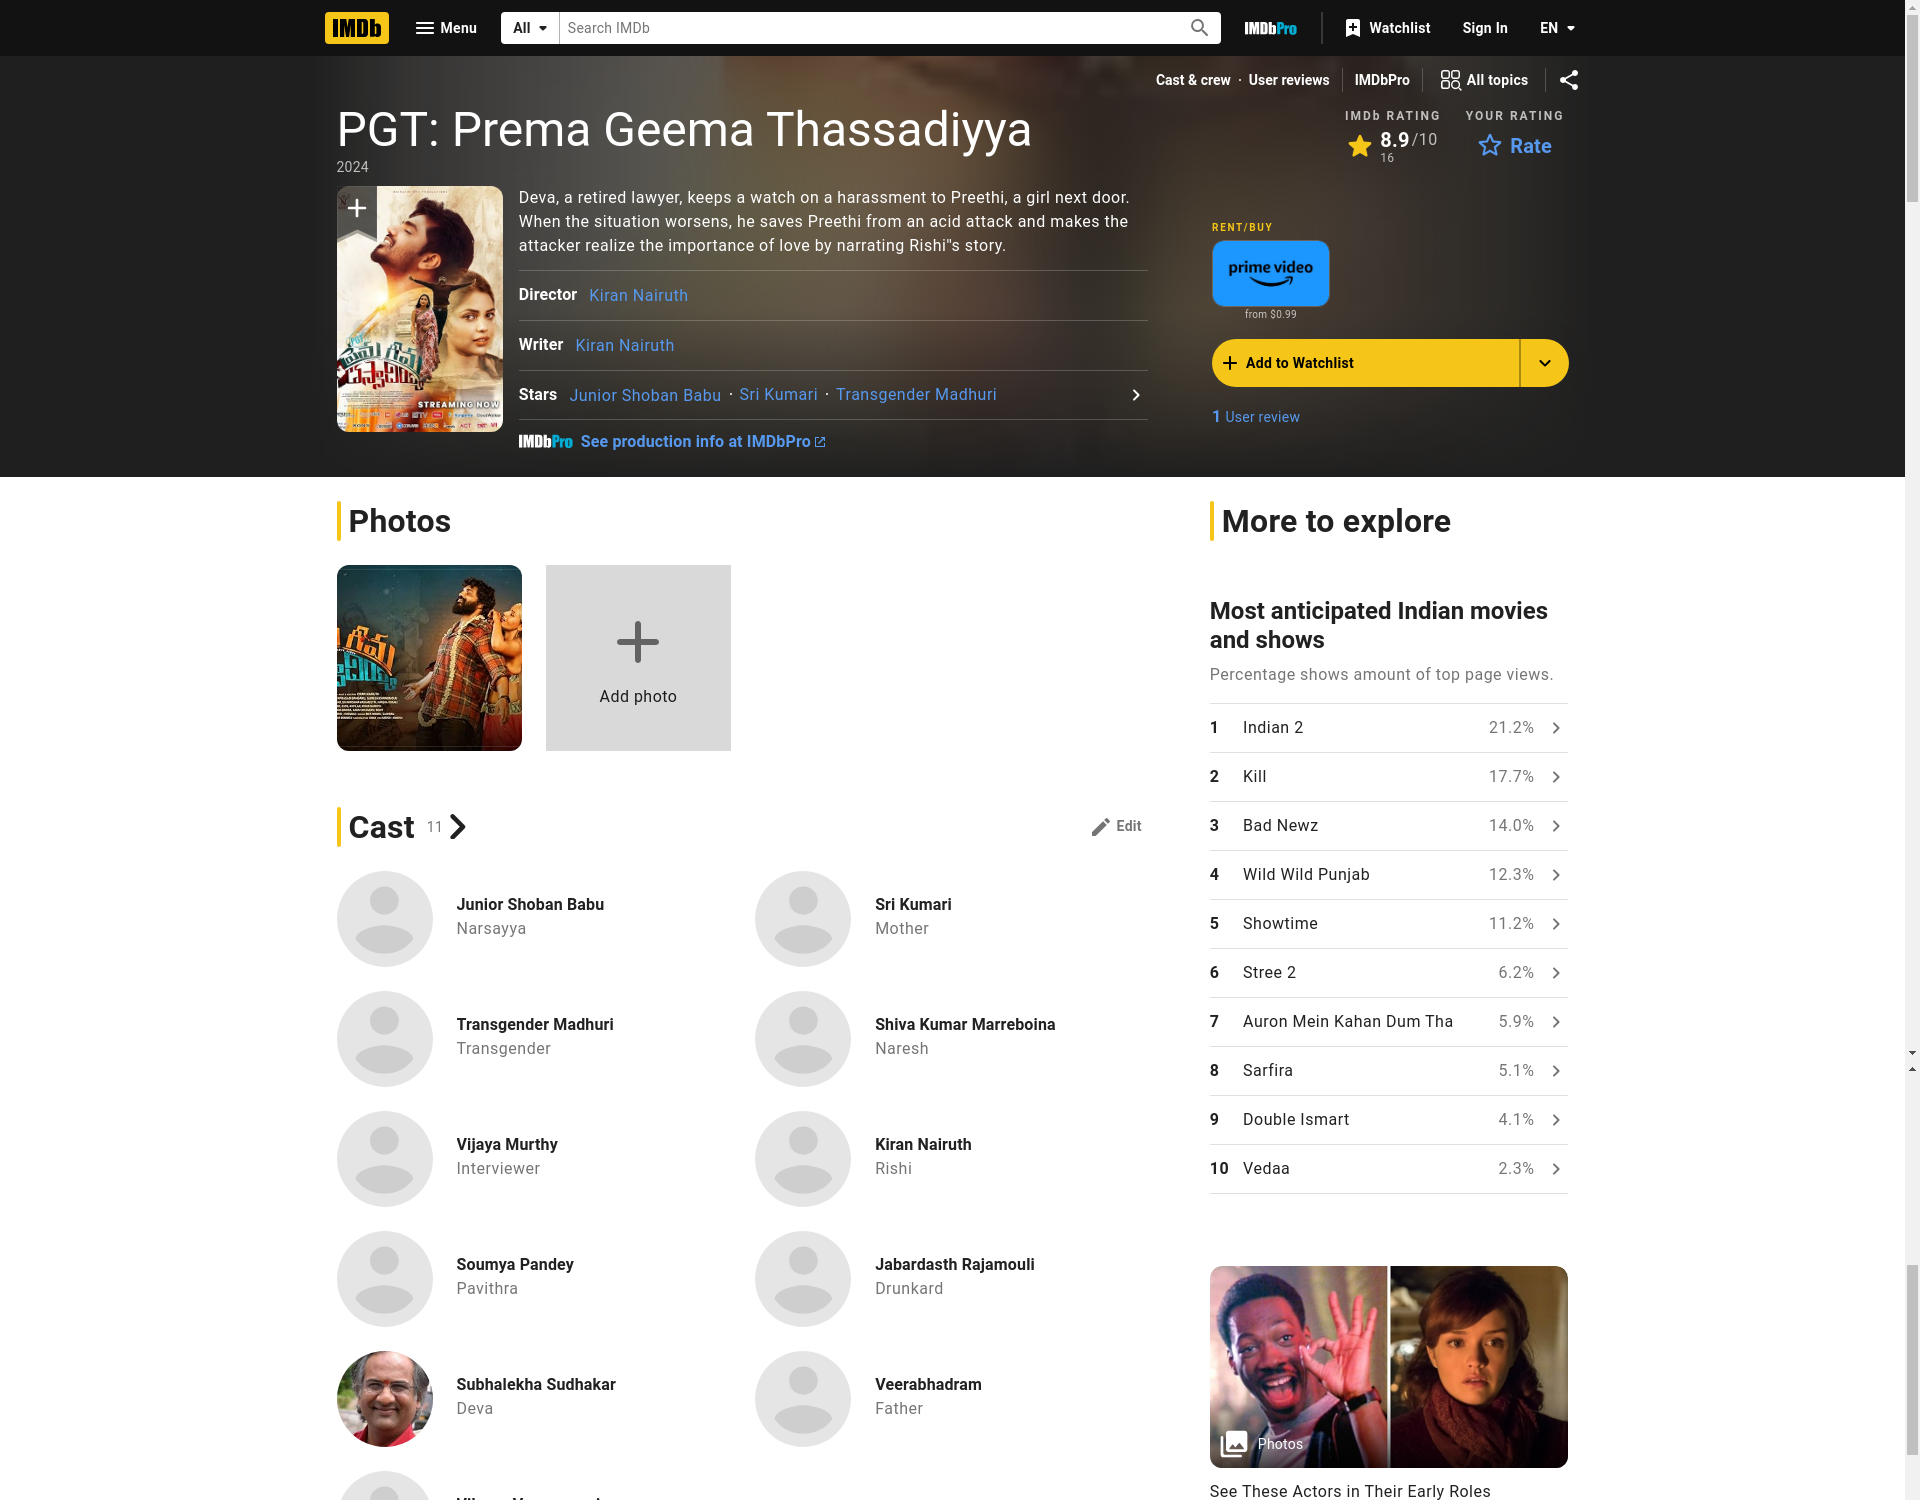 IMDb
Menu
All
Search IMDb
IMDbPro
Watchlist
Sign In
EN
Cast & crew · User reviews
IMDbPro
All topics
PGT: Prema Geema Thassadiyya
2024
IMDb RATING
8.9/10
16
YOUR RATING
Rate
STREAMING NOW
Deva, a retired lawyer, keeps a watch on a harassment to Preethi, a girl next door.
When the situation worsens, he saves Preethi from an acid attack and makes the
attacker realize the importance of love by narrating Rishi"s story.
Director Kiran Nairuth
Writer Kiran Nairuth
Stars Junior Shoban Babu · Sri Kumari · Transgender Madhuri
IMDbPro See production info at IMDbPro
RENT/BUY
prime video
from $0.99
Add to Watchlist
1 User review
Photos
Add photo
Cast 11
Edit
Junior Shoban Babu
Narsayya
Sri Kumari
Mother
Transgender Madhuri
Transgender
Shiva Kumar Marreboina
Naresh
Vijaya Murthy
Interviewer
Kiran Nairuth
Rishi
Soumya Pandey
Pavithra
Jabardasth Rajamouli
Drunkard
Subhalekha Sudhakar
Deva
Veerabhadram
Father
More to explore
Most anticipated Indian movies
and shows
Percentage shows amount of top page views.
1 Indian 2 21.2%
2 Kill 17.7%
3 Bad Newz 14.0%
4 Wild Wild Punjab 12.3%
5 Showtime 11.2%
6 Stree 2 6.2%
7 Auron Mein Kahan Dum Tha 5.9%
8 Sarfira 5.1%
9 Double Ismart 4.1%
10 Vedaa 2.3%
Photos
See These Actors in Their Early Roles